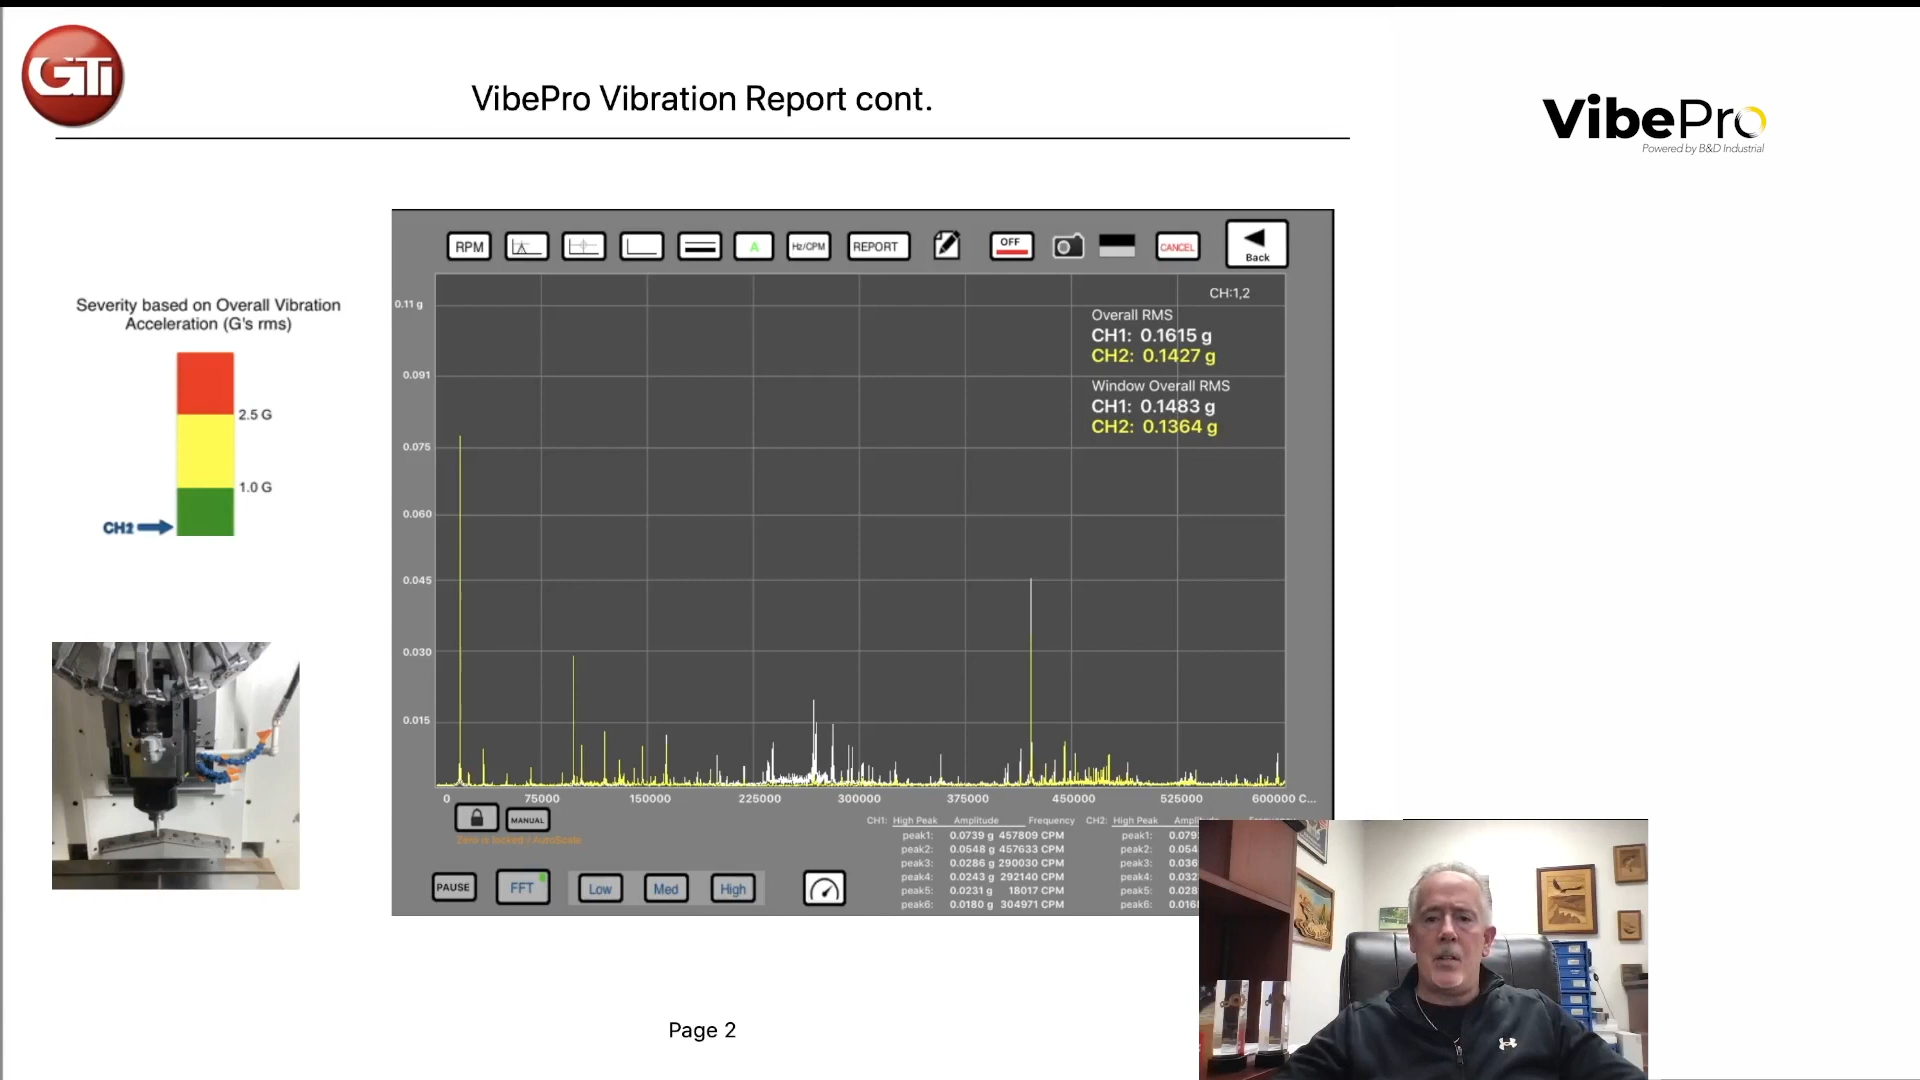 GTi
VibePro Vibration Report cont.
VibePro
Powered by B&D Industrial
Severity based on Overall Vibration
Acceleration (G's rms)
2.5 G
1.0 G
CH2
RPM
A
Hz/CPM
REPORT
OFF
CANCEL
Back
CH:1,2
Overall RMS
CH1: 0.1615 g
CH2: 0.1427 g
Window Overall RMS
CH1: 0.1483 g
CH2: 0.1364 g
0.11 g
0.091
0.075
0.060
0.045
0.030
0.015
0 75000 150000 225000 300000 375000 450000 525000 600000 C...
MANUAL
Zero is locked / AutoScale
CH1: High Peak Amplitude Frequency CH2: High Peak
peak1: 0.0739 g 457809 CPM peak1: 0.079
peak2: 0.0548 g 457633 CPM peak2: 0.054
peak3: 0.0286 g 290030 CPM peak3: 0.036
peak4: 0.0243 g 292140 CPM peak4: 0.032
peak5: 0.0231 g 18017 CPM peak5: 0.028
peak6: 0.0180 g 304971 CPM peak6: 0.016
PAUSE
FFT
Low
Med
High
Page 2